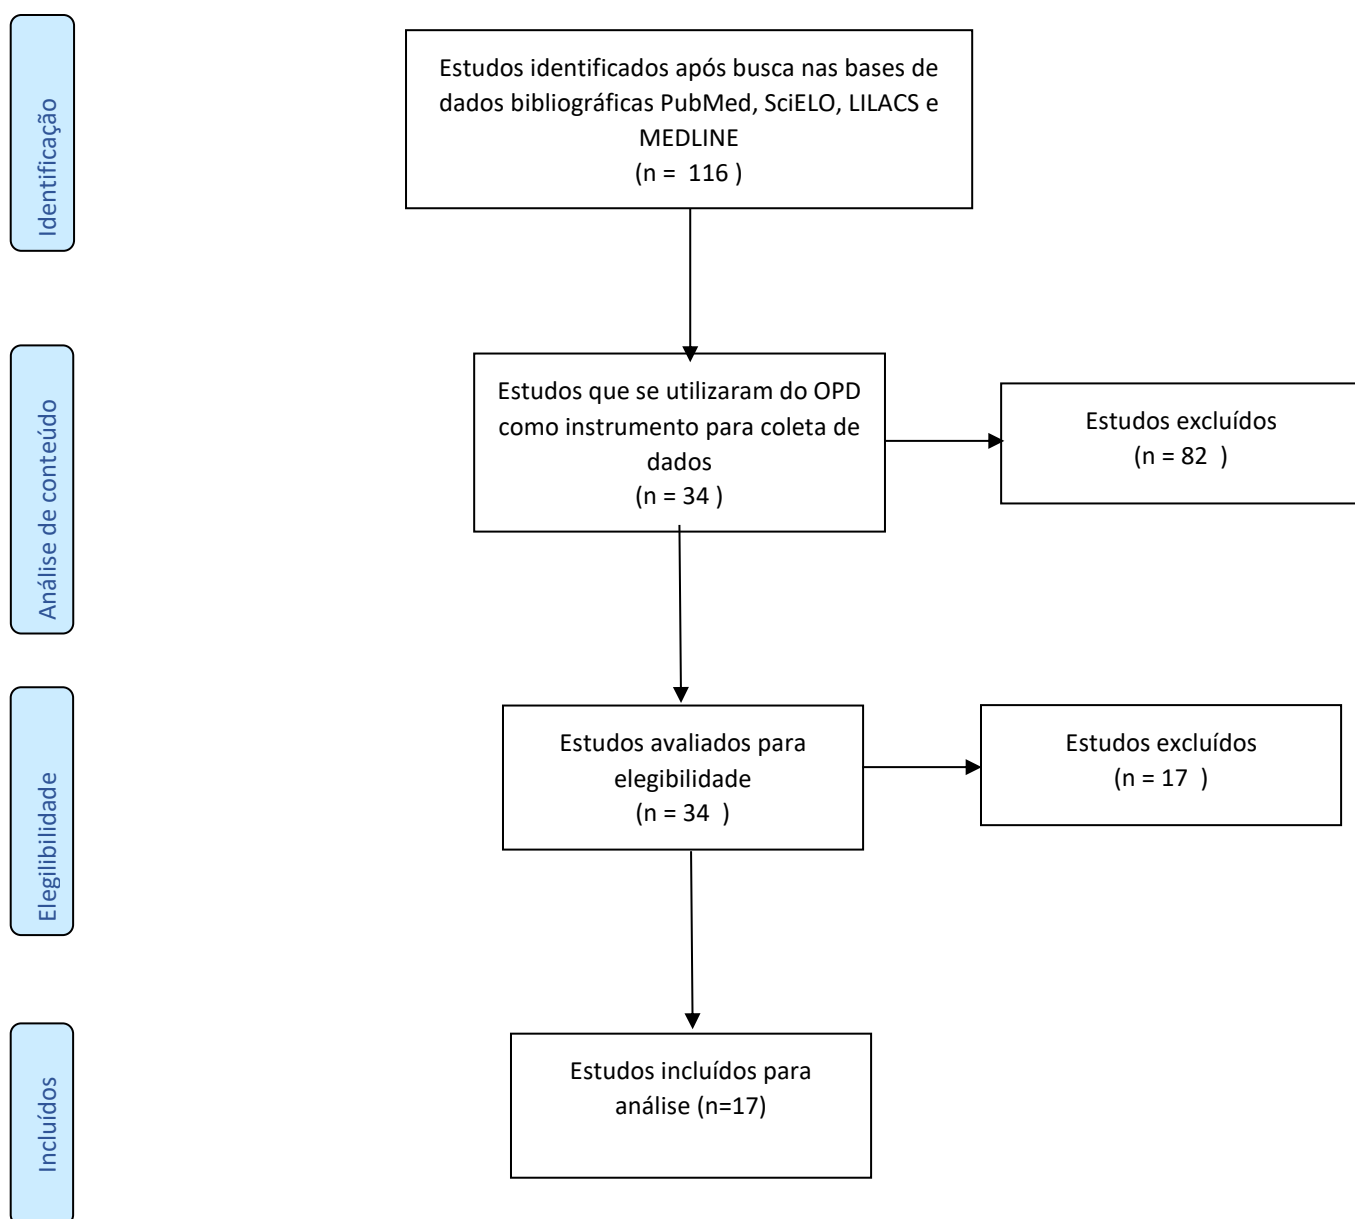 Identificação
Estudos identificados após busca nas bases de
dados bibliográficas PubMed, SciELO, LILACS e
MEDLINE
(n =  116 )
Análise de conteúdo
Estudos que se utilizaram do OPD
como instrumento para coleta de
dados
(n = 34 )
Estudos excluídos
(n = 82  )
Elegilibilidade
Estudos avaliados para
elegibilidade
(n = 34  )
Estudos excluídos
(n = 17  )
Incluídos
Estudos incluídos para
análise (n=17)